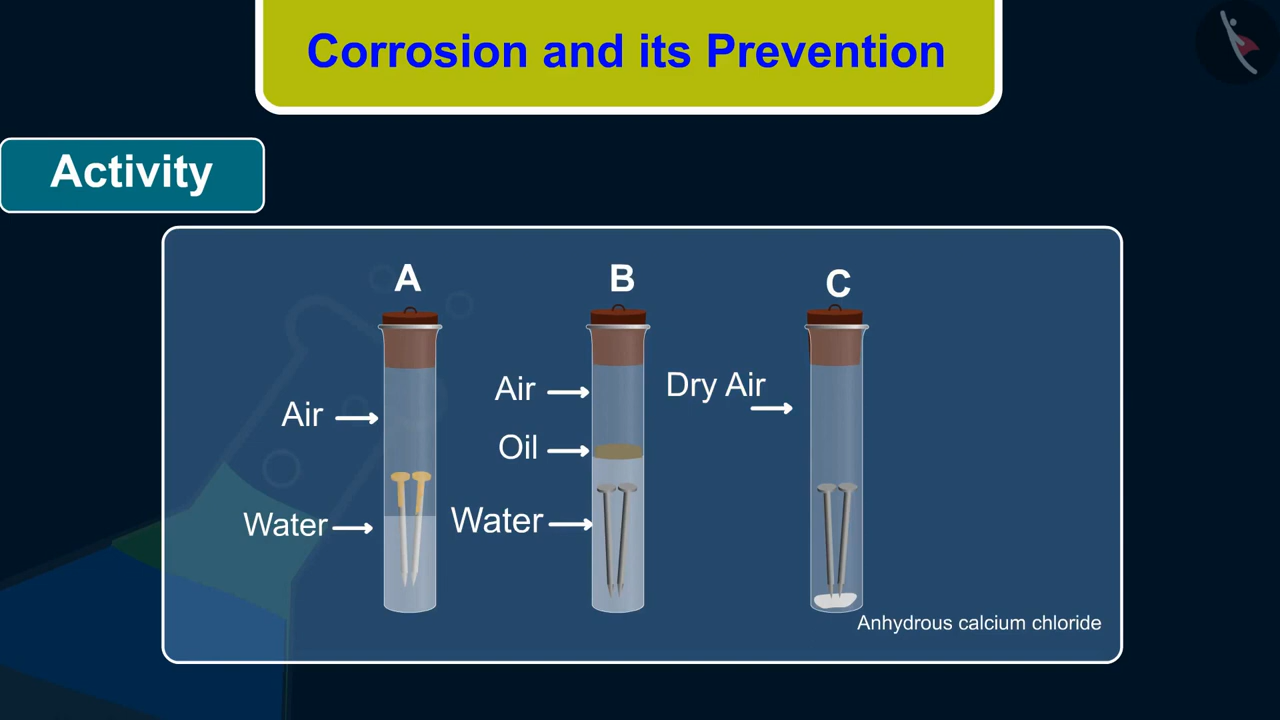 Corrosion and its Prevention
Activity
A
B
C
Air
Water
Air
Oil
Water
Dry Air
Anhydrous calcium chloride